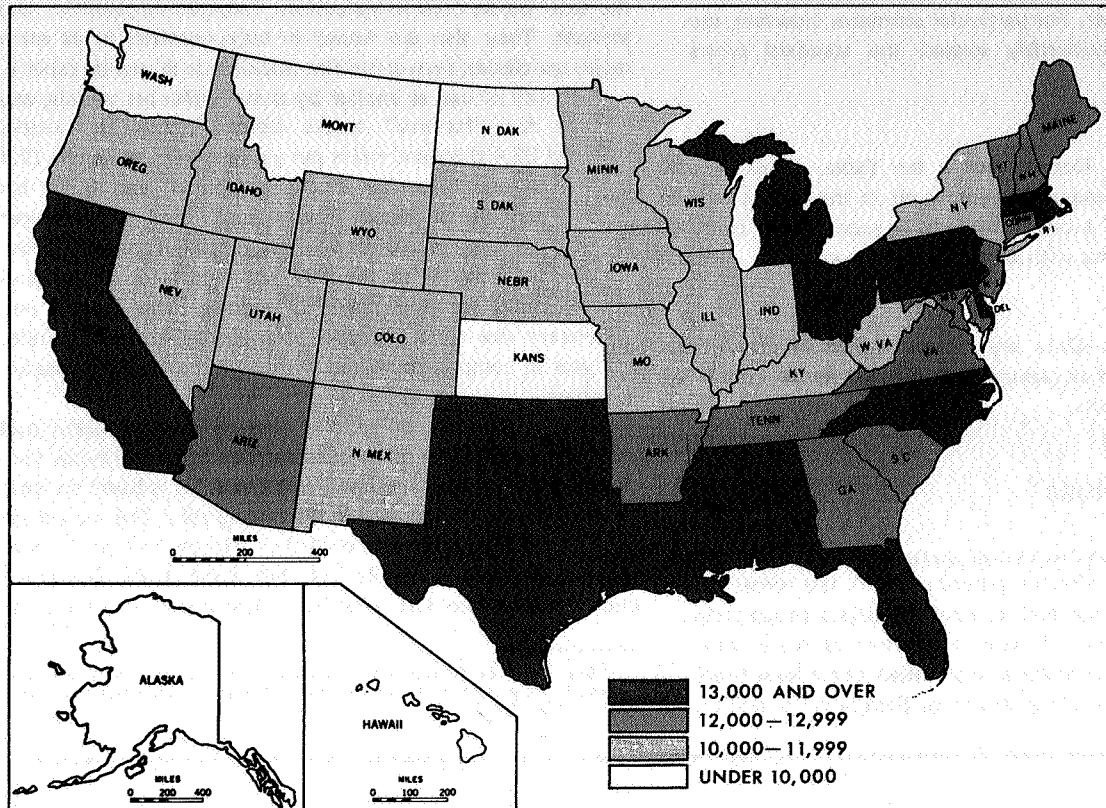 WASH
MONT
N DAK
MINN
MAINE
OREG
IDAHO
WYO
S. DAK
WIS
VT
N.H.
N.Y
CONN
R I
NEV.
UTAH
COLO
NEBR
IOWA
ILL
IND
W. VA
VA.
DEL
KANS
MO
KY
ARIZ
N. MEX
ARK
TENN
S.C
GA
MILES
0 200 400
ALASKA
MILES
0 200 400
HAWAII
MILES
0 100 200
13,000 AND OVER
12,000—12,999
10,000—11,999
UNDER 10,000